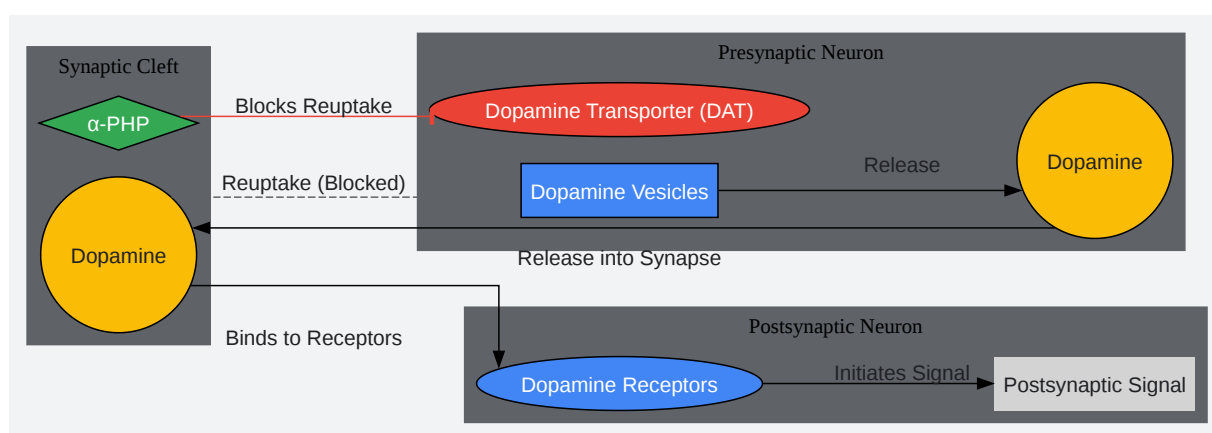 Synaptic Cleft
α-PHP
Blocks Reuptake
Presynaptic Neuron
Dopamine Transporter (DAT)
Dopamine Vesicles
Release
Dopamine
Reuptake (Blocked)
Dopamine
Release into Synapse
Binds to Receptors
Postsynaptic Neuron
Dopamine Receptors
Initiates Signal
Postsynaptic Signal